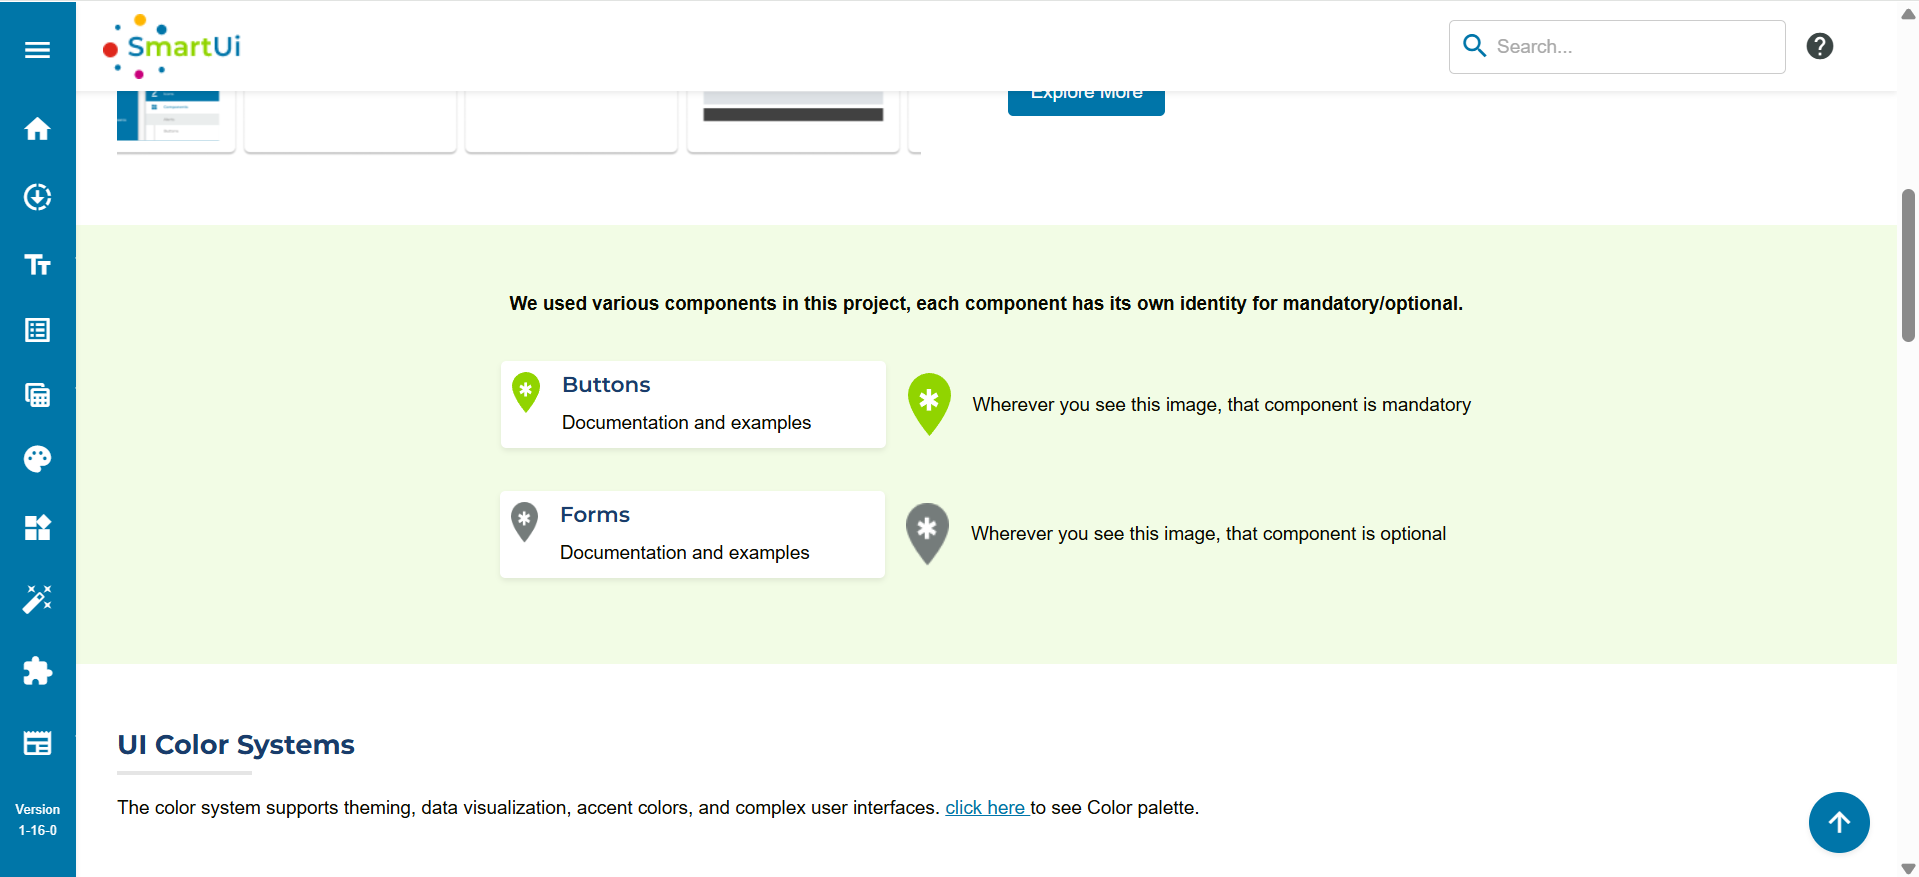 SmartUi
Search...
Explore More
We used various components in this project, each component has its own identity for mandatory/optional.
Buttons
Documentation and examples
Wherever you see this image, that component is mandatory
Forms
Documentation and examples
Wherever you see this image, that component is optional
UI Color Systems
The color system supports theming, data visualization, accent colors, and complex user interfaces. click here to see Color palette.
Version
1-16-0